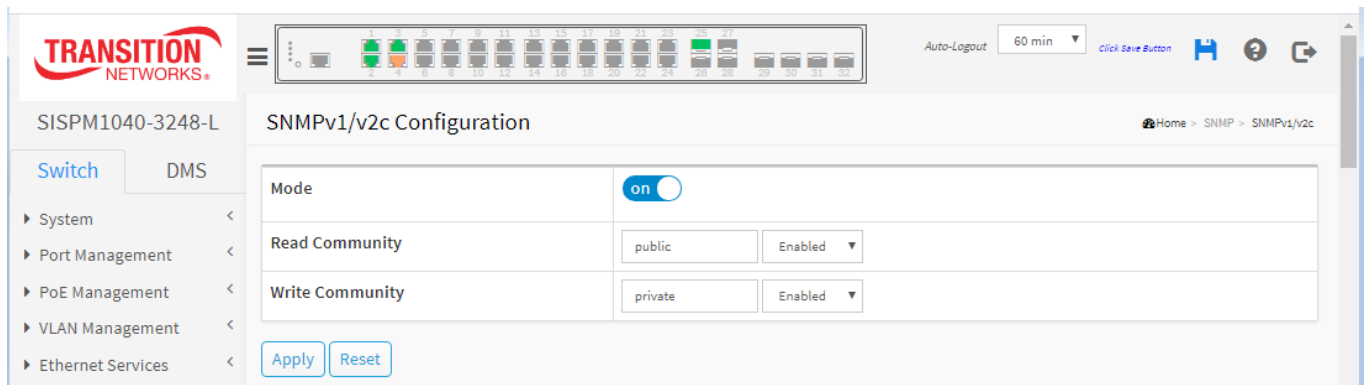 TRANSITION
NETWORKS®
1 3 5 7 9 11 13 15 17 19 21 23 25 27
2 4 6 8 10 12 14 16 18 20 22 24 26 28 29 30 31 32
Auto-Logout 60 min Click Save Button
SISPM1040-3248-L
SNMPv1/v2c Configuration
Home > SNMP > SNMPv1/v2c
Switch DMS
Mode on
Read Community public Enabled
Write Community private Enabled
System
Port Management
PoE Management
VLAN Management
Ethernet Services
Apply Reset